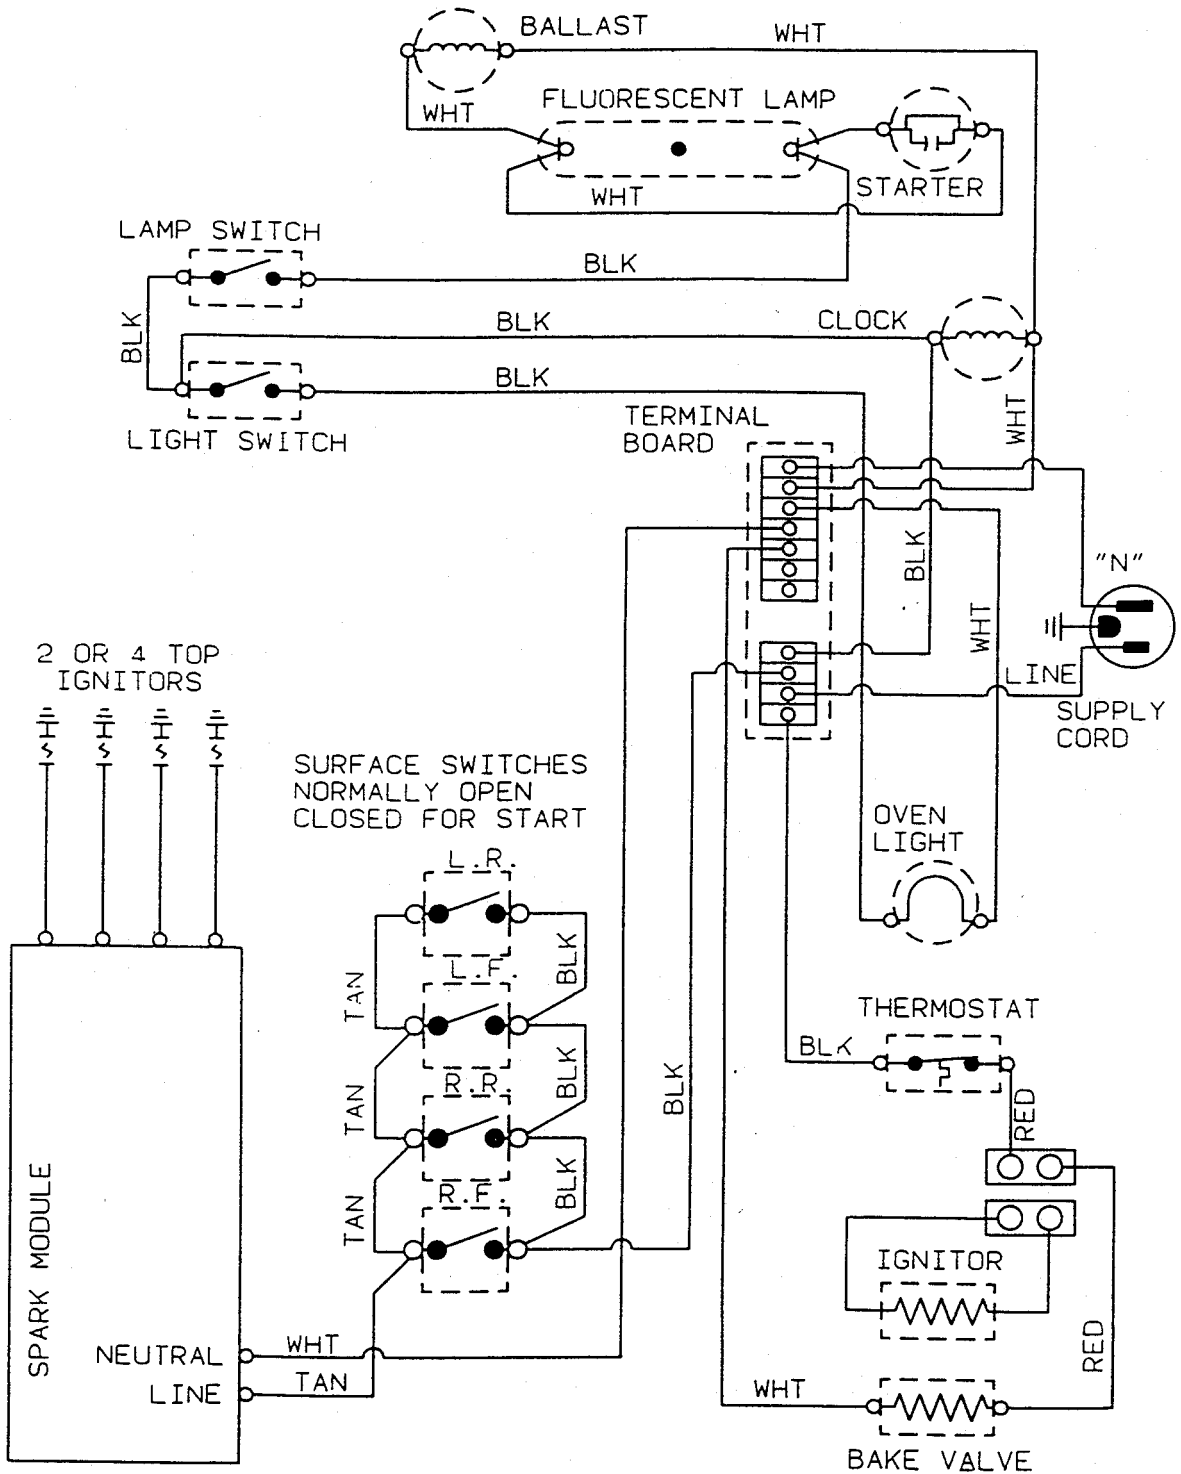 BALLAST
WHT
FLUORESCENT LAMP
WHT
STARTER
WHT
LAMP SWITCH
BLK
BLK
BLK
CLOCK
BLK
LIGHT SWITCH
TERMINAL
BOARD
WHT
BLK
"N"
WHT
LINE
SUPPLY
CORD
2 OR 4 TOP
IGNITORS
SURFACE SWITCHES
NORMALLY OPEN
CLOSED FOR START
OVEN
LIGHT
L.R.
BLK
TAN
L.F.
BLK
TAN
R.R.
BLK
TAN
R.F.
BLK
THERMOSTAT
BLK
RED
IGNITOR
RED
SPARK MODULE
NEUTRAL
WHT
LINE
TAN
WHT
BAKE VALVE